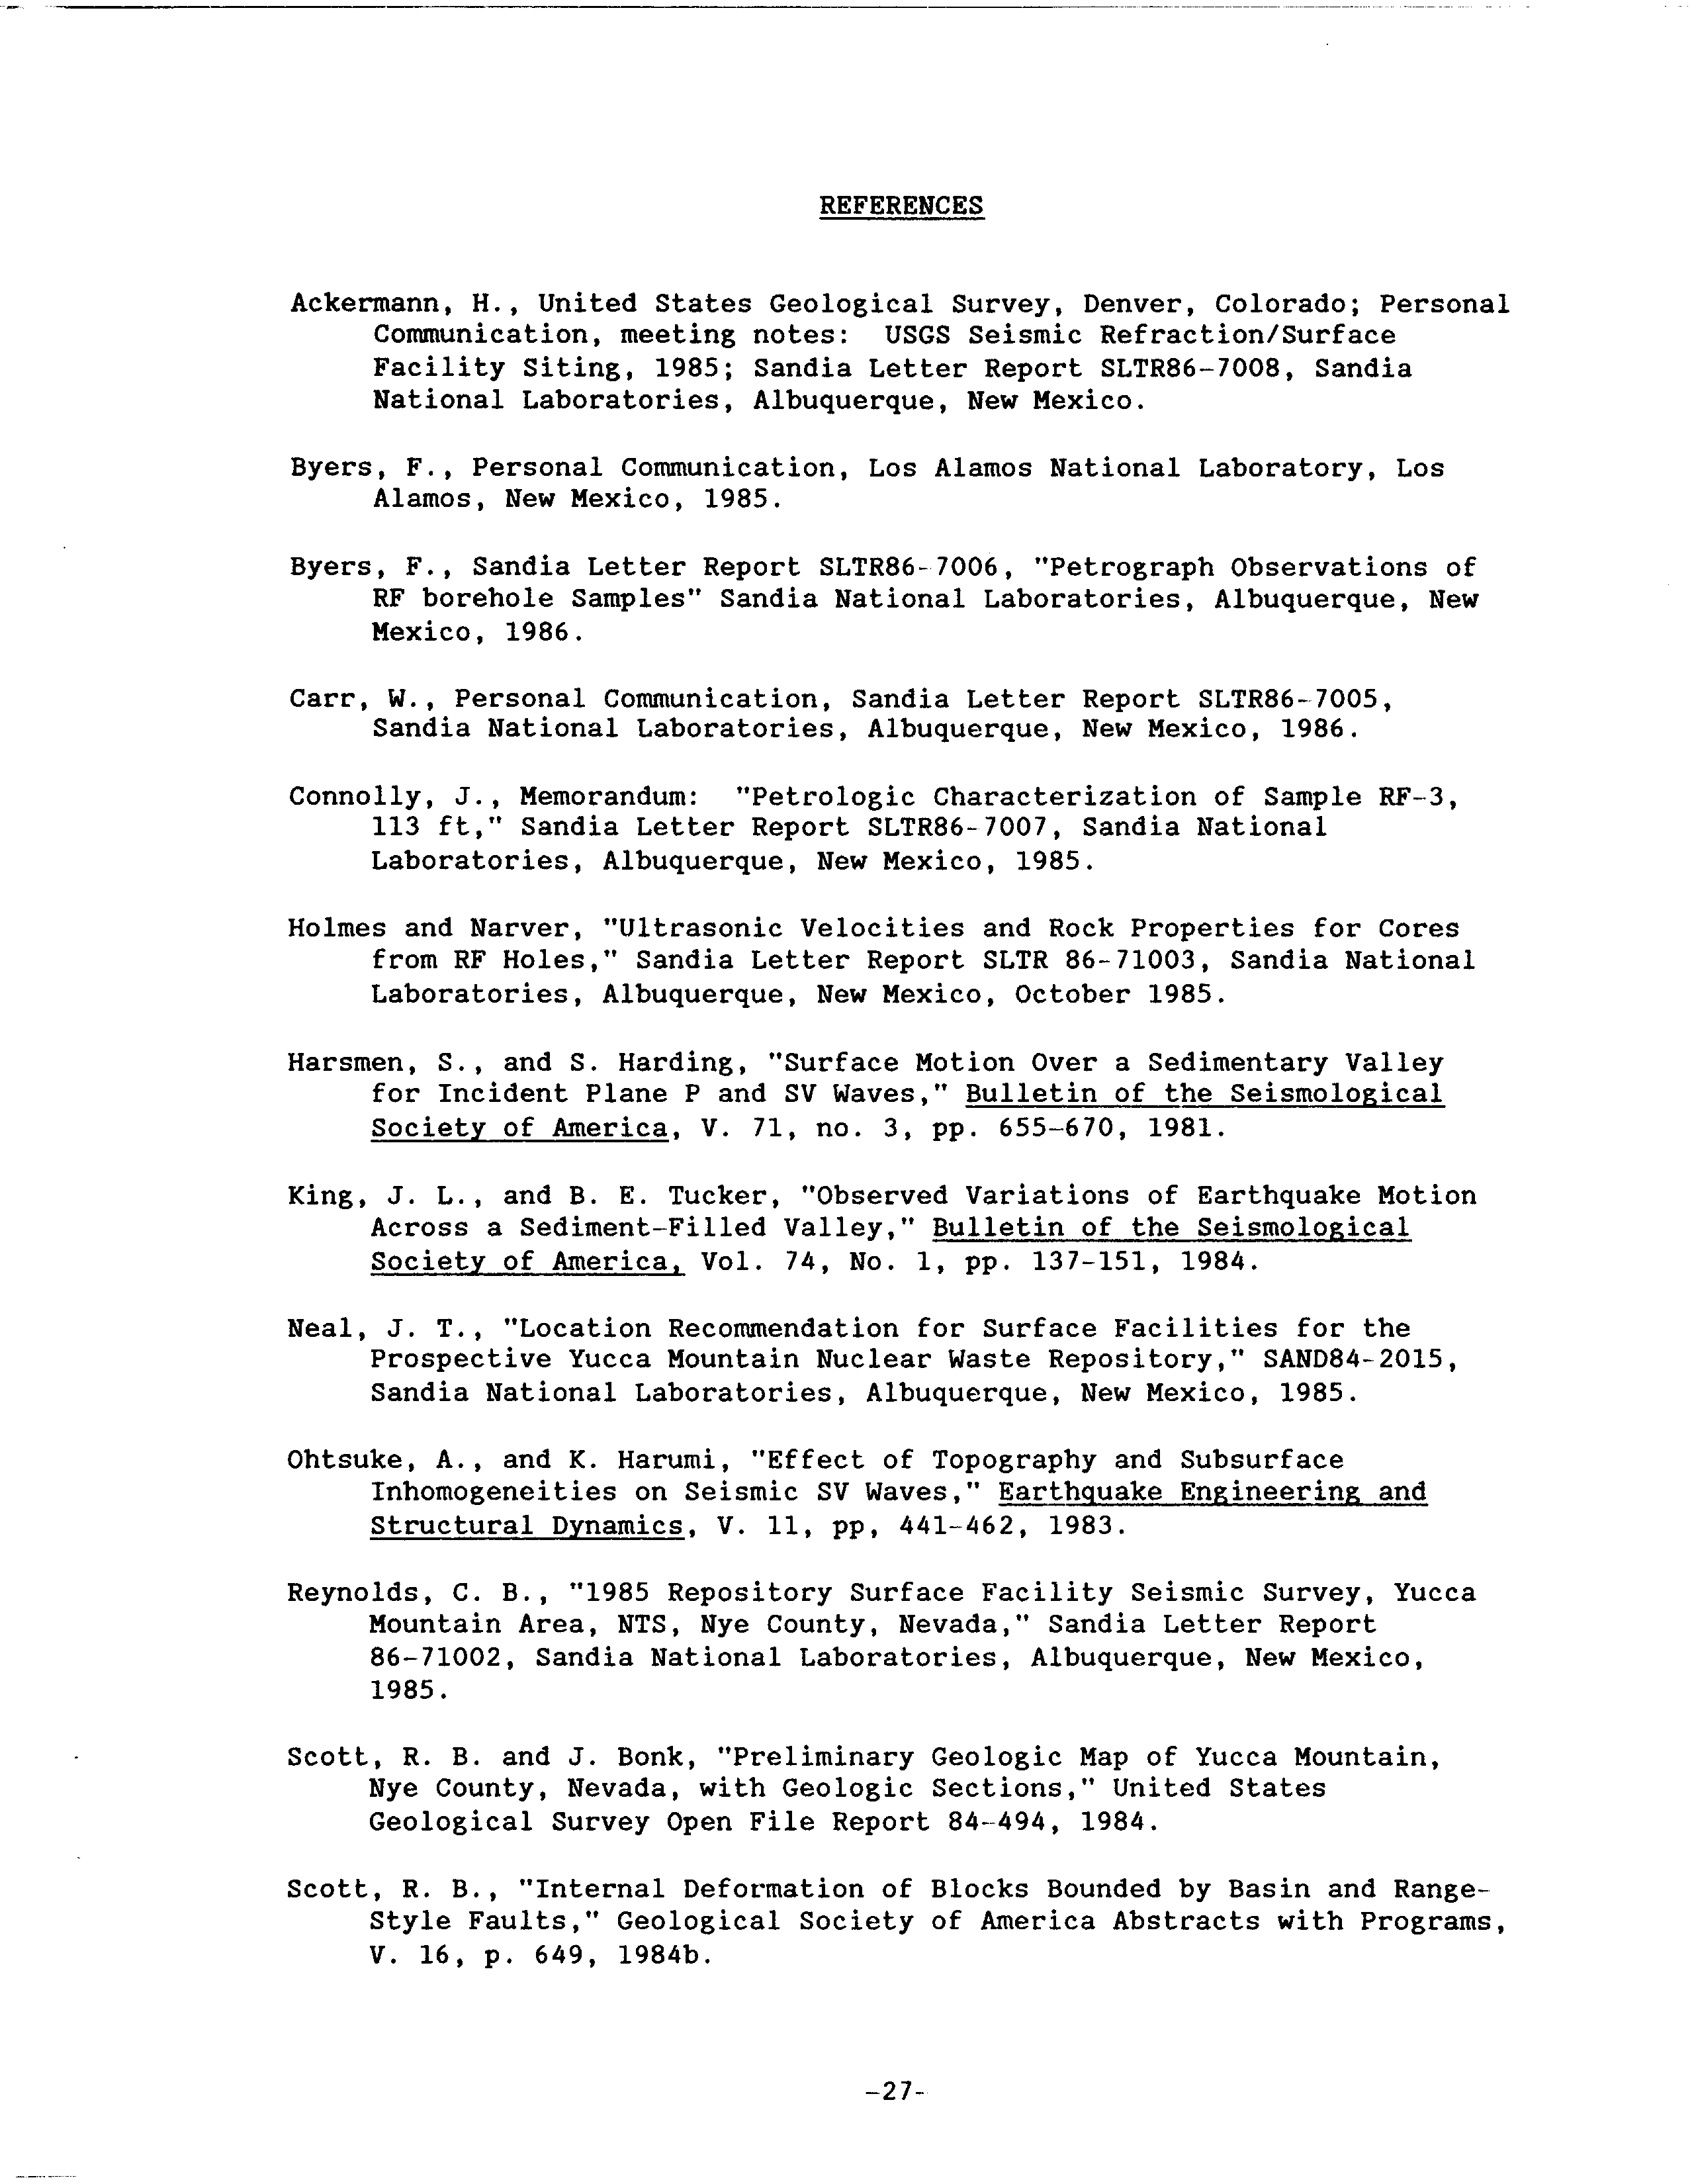 REFERENCES
Ackermann, H., United States Geological Survey, Denver, Colorado; Personal
Communication, meeting notes: USGS Seismic Refraction/Surface
Facility Siting, 1985; Sandia Letter Report SLTR86-7008, Sandia
National Laboratories, Albuquerque, New Mexico.
Byers, F., Personal Communication, Los Alamos National Laboratory, Los
Alamos, New Mexico, 1985.
Byers, F., Sandia Letter Report SLTR86-7006, "Petrograph Observations of
RF borehole Samples" Sandia National Laboratories, Albuquerque, New
Mexico, 1986.
Carr, W., Personal Communication, Sandia Letter Report SLTR86-7005,
Sandia National Laboratories, Albuquerque, New Mexico, 1986.
Connolly, J., Memorandum: "Petrologic Characterization of Sample RF-3,
113 ft," Sandia Letter Report SLTR86-7007, Sandia National
Laboratories, Albuquerque, New Mexico, 1985.
Holmes and Narver, "Ultrasonic Velocities and Rock Properties for Cores
from RF Holes," Sandia Letter Report SLTR 86-71003, Sandia National
Laboratories, Albuquerque, New Mexico, October 1985.
Harsmen, S., and S. Harding, "Surface Motion Over a Sedimentary Valley
for Incident Plane P and SV Waves," Bulletin of the Seismological
Society of America, V. 71, no. 3, pp. 655-670, 1981.
King, J. L., and B. E. Tucker, "Observed Variations of Earthquake Motion
Across a Sediment-Filled Valley," Bulletin of the Seismological
Society of America, Vol. 74, No. 1, pp. 137-151, 1984.
Neal, J. T., "Location Recommendation for Surface Facilities for the
Prospective Yucca Mountain Nuclear Waste Repository," SAND84-2015,
Sandia National Laboratories, Albuquerque, New Mexico, 1985.
Ohtsuke, A., and K. Harumi, "Effect of Topography and Subsurface
Inhomogeneities on Seismic SV Waves," Earthquake Engineering and
Structural Dynamics, V. 11, pp, 441-462, 1983.
Reynolds, C. B., "1985 Repository Surface Facility Seismic Survey, Yucca
Mountain Area, NTS, Nye County, Nevada," Sandia Letter Report
86-71002, Sandia National Laboratories, Albuquerque, New Mexico,
1985.
Scott, R. B. and J. Bonk, "Preliminary Geologic Map of Yucca Mountain,
Nye County, Nevada, with Geologic Sections," United States
Geological Survey Open File Report 84-494, 1984.
Scott, R. B., "Internal Deformation of Blocks Bounded by Basin and Range-
Style Faults," Geological Society of America Abstracts with Programs,
V. 16, p. 649, 1984b.
-27-